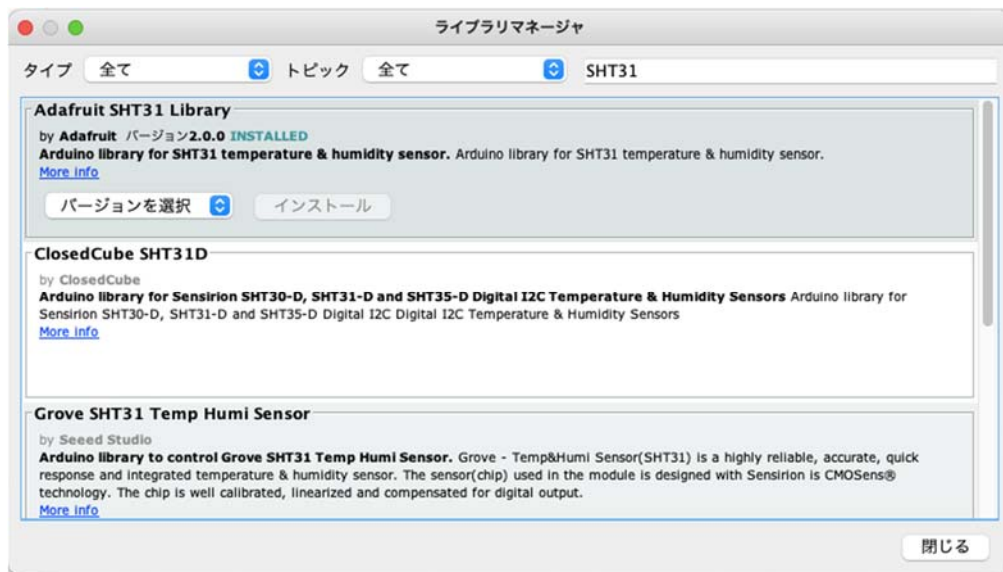 ライブラリマネージャ
タイプ 全て トピック 全て SHT31
Adafruit SHT31 Library
by Adafruit バージョン2.0.0 INSTALLED
Arduino library for SHT31 temperature & humidity sensor. Arduino library for SHT31 temperature & humidity sensor.
More info
バージョンを選択 インストール
ClosedCube SHT31D
by ClosedCube
Arduino library for Sensirion SHT30-D, SHT31-D and SHT35-D Digital I2C Temperature & Humidity Sensors Arduino library for
Sensirion SHT30-D, SHT31-D and SHT35-D Digital I2C Digital I2C Temperature & Humidity Sensors
More info
Grove SHT31 Temp Humi Sensor
by Seeed Studio
Arduino library to control Grove SHT31 Temp Humi Sensor. Grove - Temp&Humi Sensor(SHT31) is a highly reliable, accurate, quick
response and integrated temperature & humidity sensor. The sensor(chip) used in the module is designed with Sensirion is CMOSens®
technology. The chip is well calibrated, linearized and compensated for digital output.
More info
閉じる